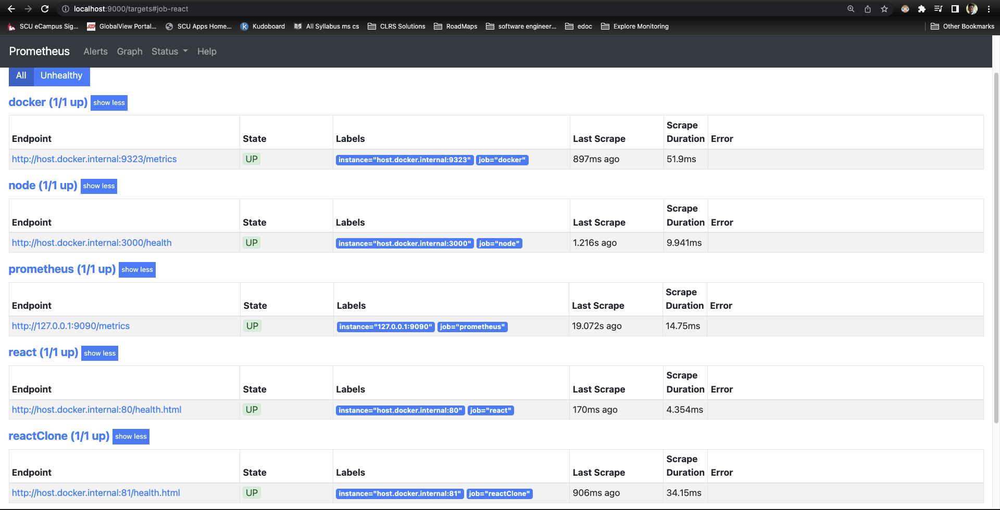 localhost:9000/targets#job-react
SCU eCampus Sig... GlobalView Portal... SCU Apps Home... Kudoboard All Syllabus ms cs CLRS Solutions RoadMaps software engineer... edoc Explore Monitoring Other Bookmarks
Prometheus Alerts Graph Status Help
All Unhealthy
docker (1/1 up) show less
Endpoint State Labels Last Scrape Scrape Duration Error
http://host.docker.internal:9323/metrics UP instance="host.docker.internal:9323" job="docker" 897ms ago 51.9ms
node (1/1 up) show less
Endpoint State Labels Last Scrape Scrape Duration Error
http://host.docker.internal:3000/health UP instance="host.docker.internal:3000" job="node" 1.216s ago 9.941ms
prometheus (1/1 up) show less
Endpoint State Labels Last Scrape Scrape Duration Error
http://127.0.0.1:9090/metrics UP instance="127.0.0.1:9090" job="prometheus" 19.072s ago 14.75ms
react (1/1 up) show less
Endpoint State Labels Last Scrape Scrape Duration Error
http://host.docker.internal:80/health.html UP instance="host.docker.internal:80" job="react" 170ms ago 4.354ms
reactClone (1/1 up) show less
Endpoint State Labels Last Scrape Scrape Duration Error
http://host.docker.internal:81/health.html UP instance="host.docker.internal:81" job="reactClone" 906ms ago 34.15ms